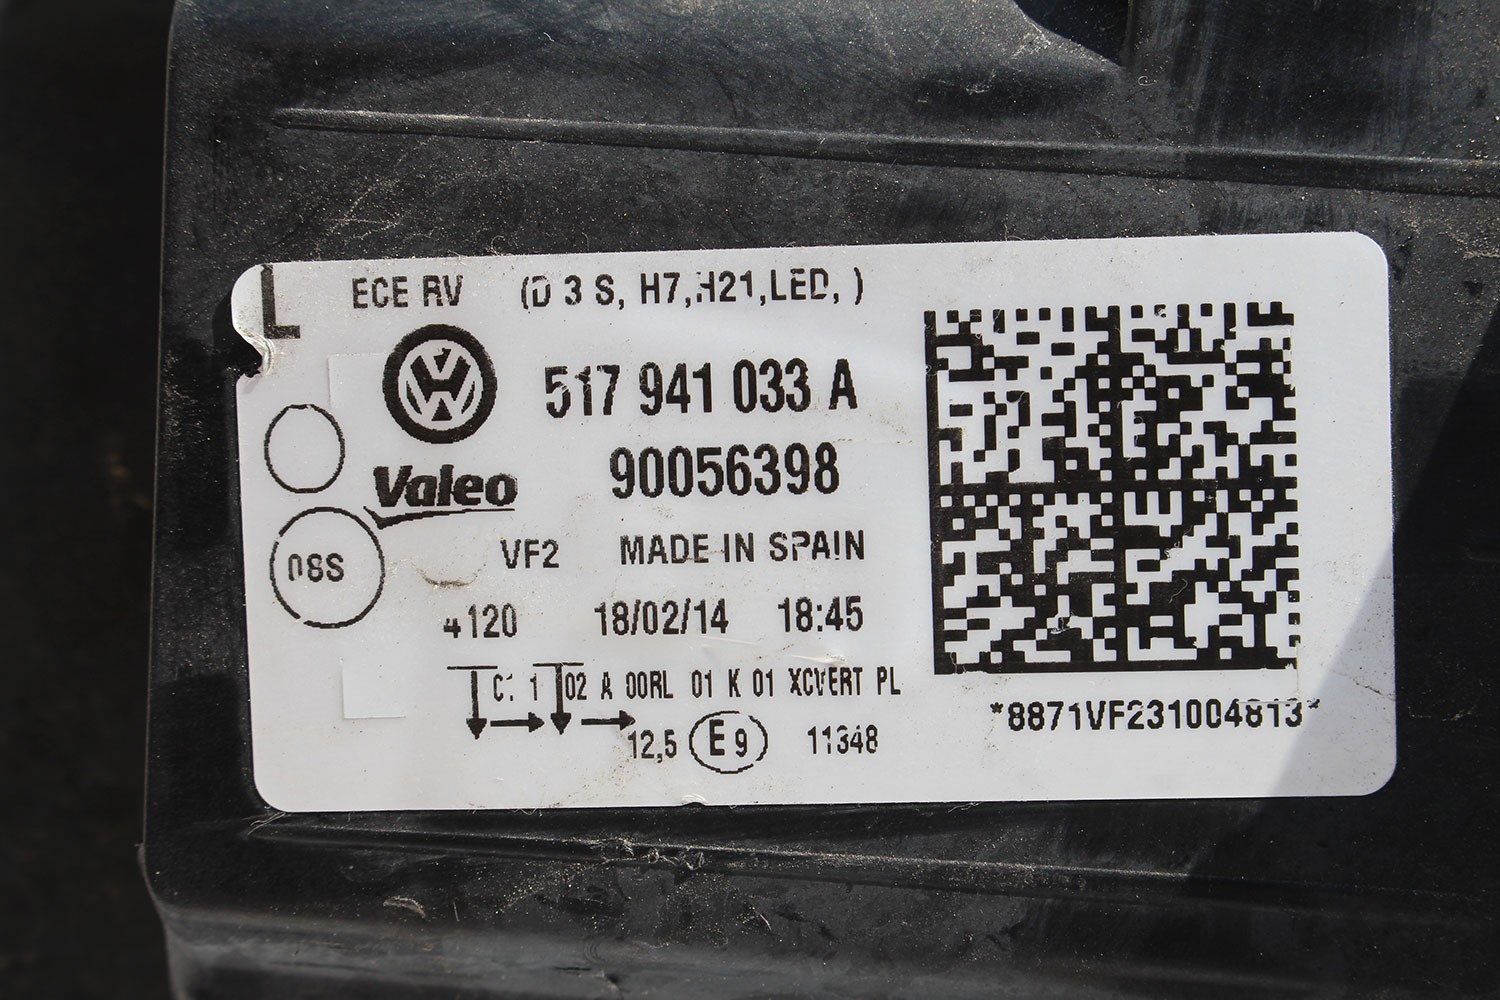 L
ECE RV (D 3 S, H7,H21,LED, )
517 941 033 A
90056398
Valeo
VF2 MADE IN SPAIN
08S
4120 18/02/14 18:45
02 A 00RL 01 K 01 XCVERT PL
12,5 E9 11348
*8871VF231004813*